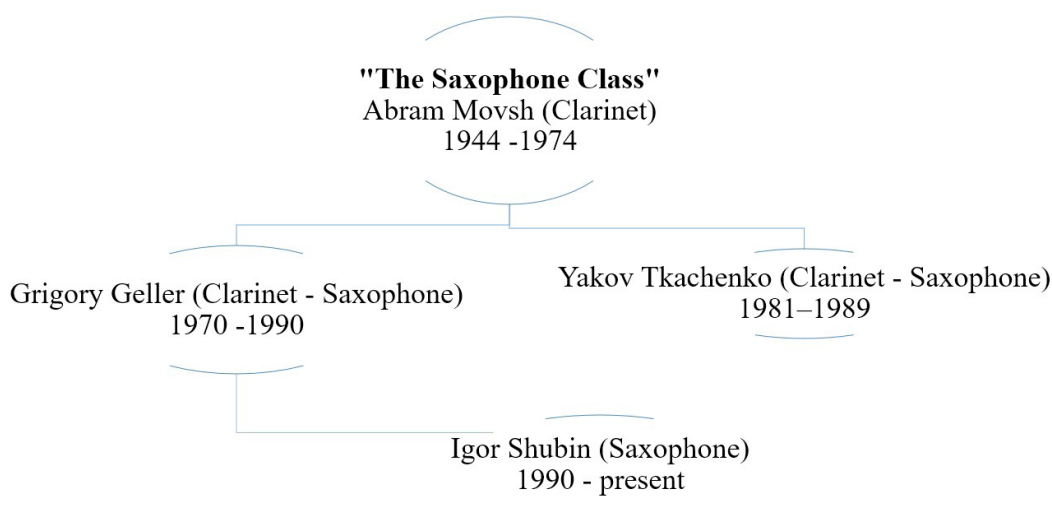 "The Saxophone Class"
Abram Movsh (Clarinet)
1944 -1974
Grigory Geller (Clarinet - Saxophone)
1970 -1990
Yakov Tkachenko (Clarinet - Saxophone)
1981–1989
Igor Shubin (Saxophone)
1990 - present